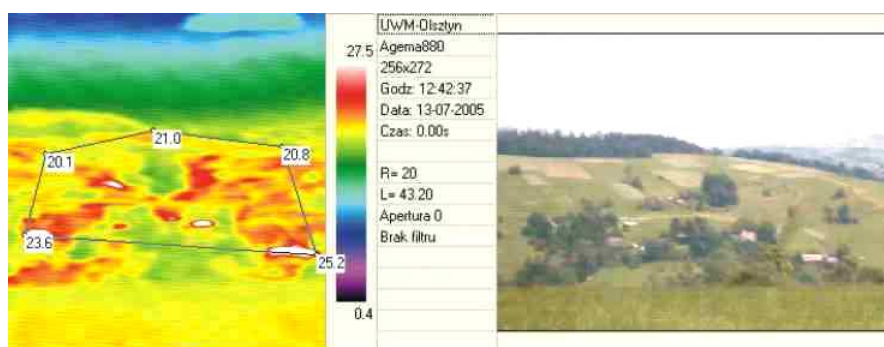 21.0
20.1
20.8
23.6
25.2
27.5
0.4
UWM-Olsztyn
Agema880
256x272
Godz: 12:42:37
Data: 13-07-2005
Czas: 0.00s
R= 20
L= 43.20
Apertura 0
Brak filtru